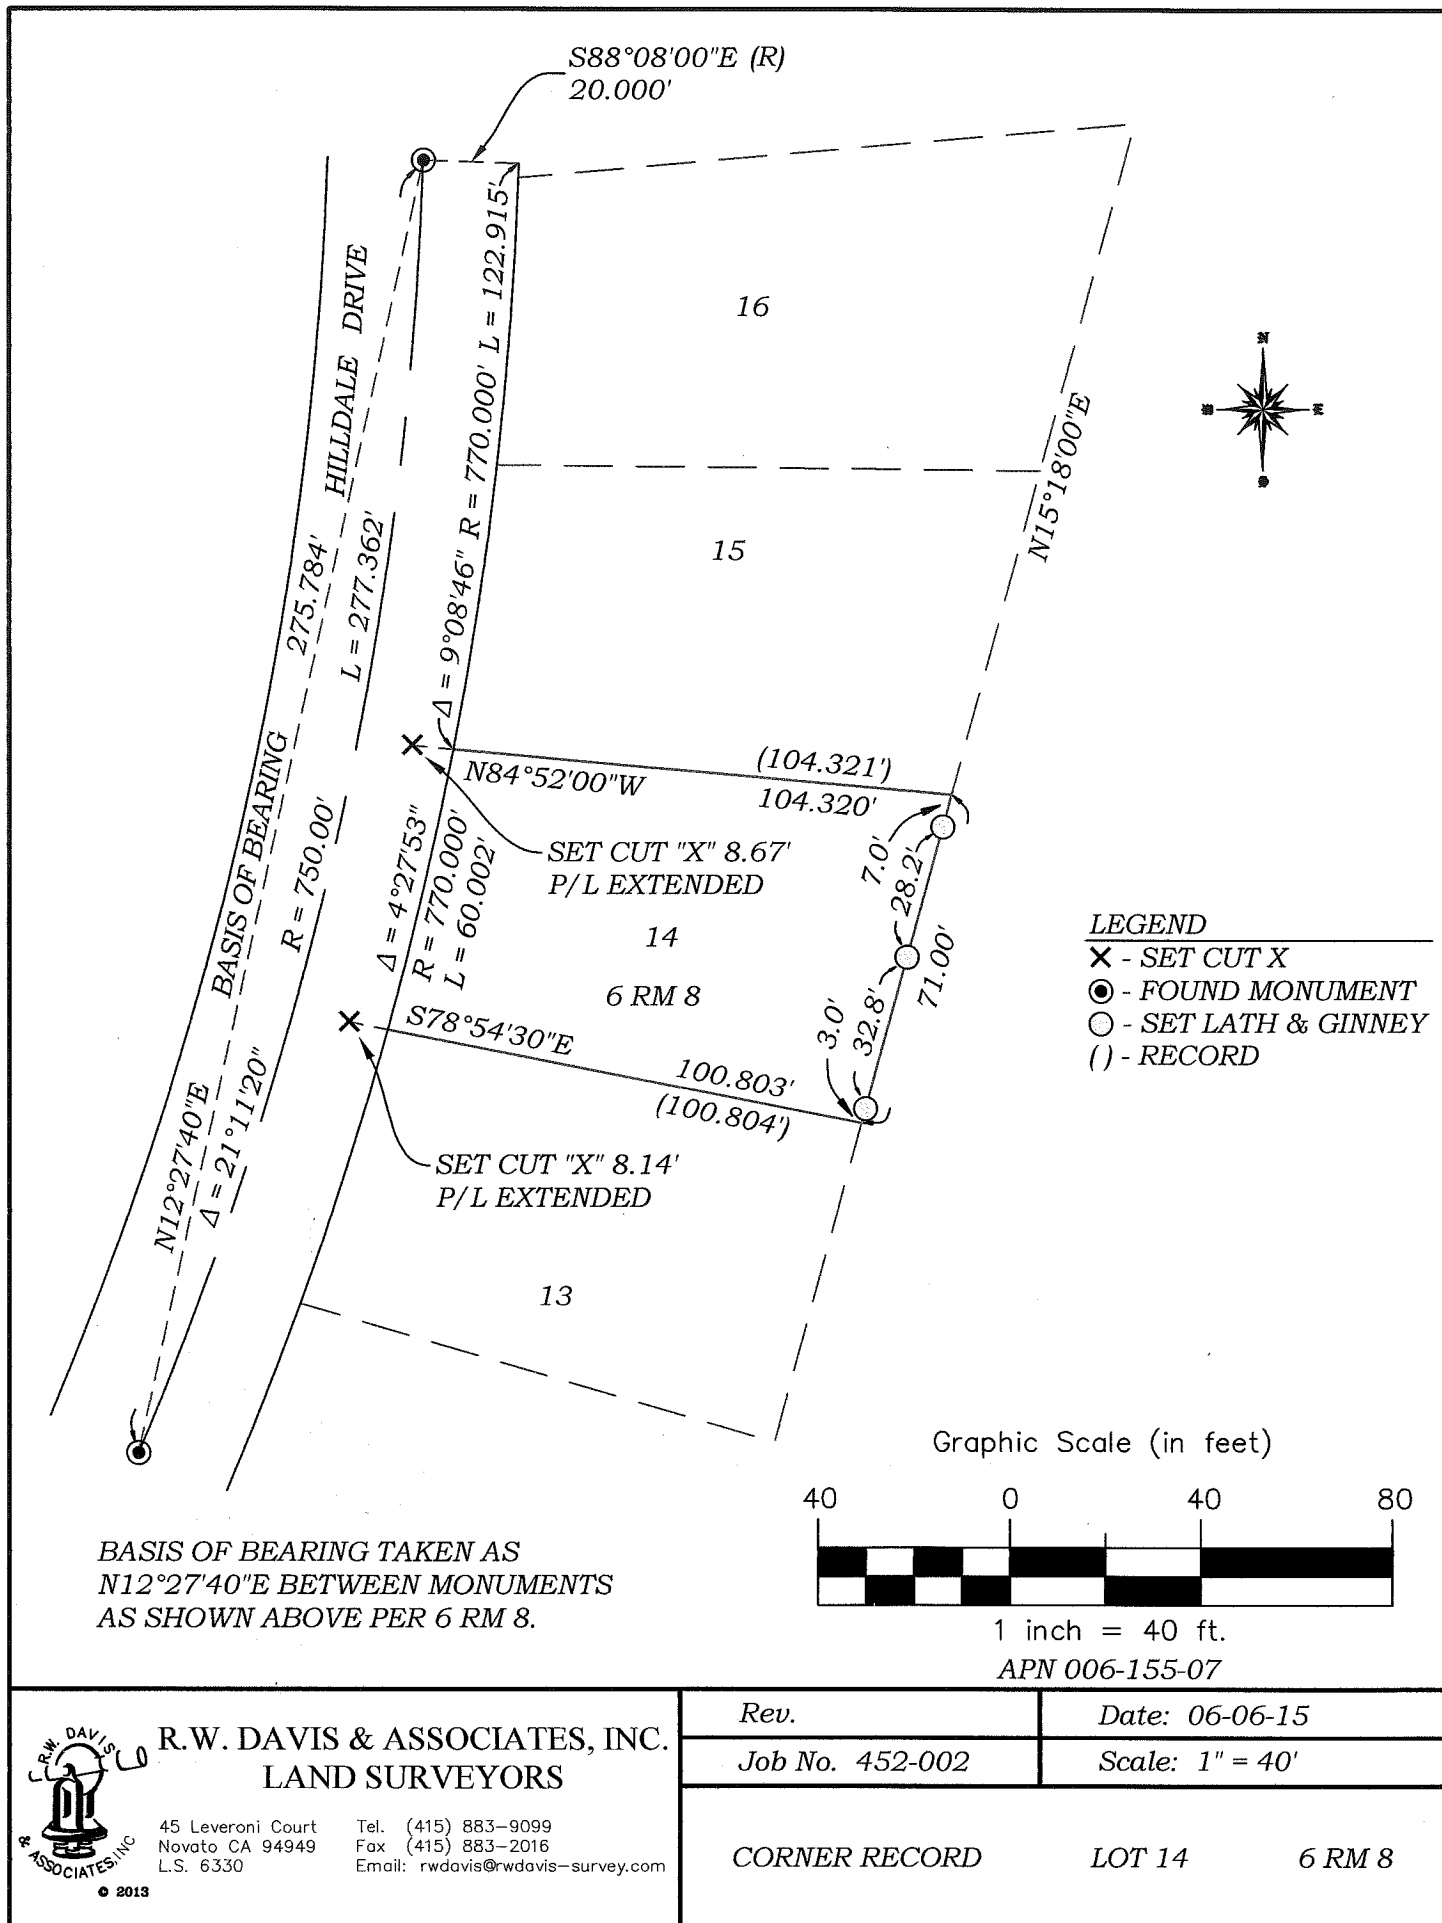 S88°08'00"E (R)
20.000'
HILLDALE DRIVE
275.784'
BASIS OF BEARING
N12°27'40"E
L = 277.362'
R = 750.00'
Δ = 21°11'20"
Δ = 9°08'46" R = 770.000' L = 122.915'
16
15
N15°18'00"E
N
(104.321')
N84°52'00"W
104.320'
SET CUT "X" 8.67'
P/L EXTENDED
Δ = 4°27'53"
R = 770.000'
L = 60.002'
14
6 RM 8
7.0'
28.2'
71.00'
32.8'
3.0'
S78°54'30"E
100.803'
(100.804')
SET CUT "X" 8.14'
P/L EXTENDED
13
LEGEND
X - SET CUT X
- FOUND MONUMENT
- SET LATH & GINNEY
( ) - RECORD
Graphic Scale (in feet)
40 0 40 80
1 inch = 40 ft.
APN 006-155-07
BASIS OF BEARING TAKEN AS
N12°27'40"E BETWEEN MONUMENTS
AS SHOWN ABOVE PER 6 RM 8.
R.W. DAVIS
& ASSOCIATES, INC
© 2013
R.W. DAVIS & ASSOCIATES, INC.
LAND SURVEYORS
45 Leveroni Court Tel. (415) 883-9099
Novato CA 94949 Fax (415) 883-2016
L.S. 6330 Email: rwdavis@rwdavis-survey.com
Rev. Date: 06-06-15
Job No. 452-002 Scale: 1" = 40'
CORNER RECORD LOT 14 6 RM 8